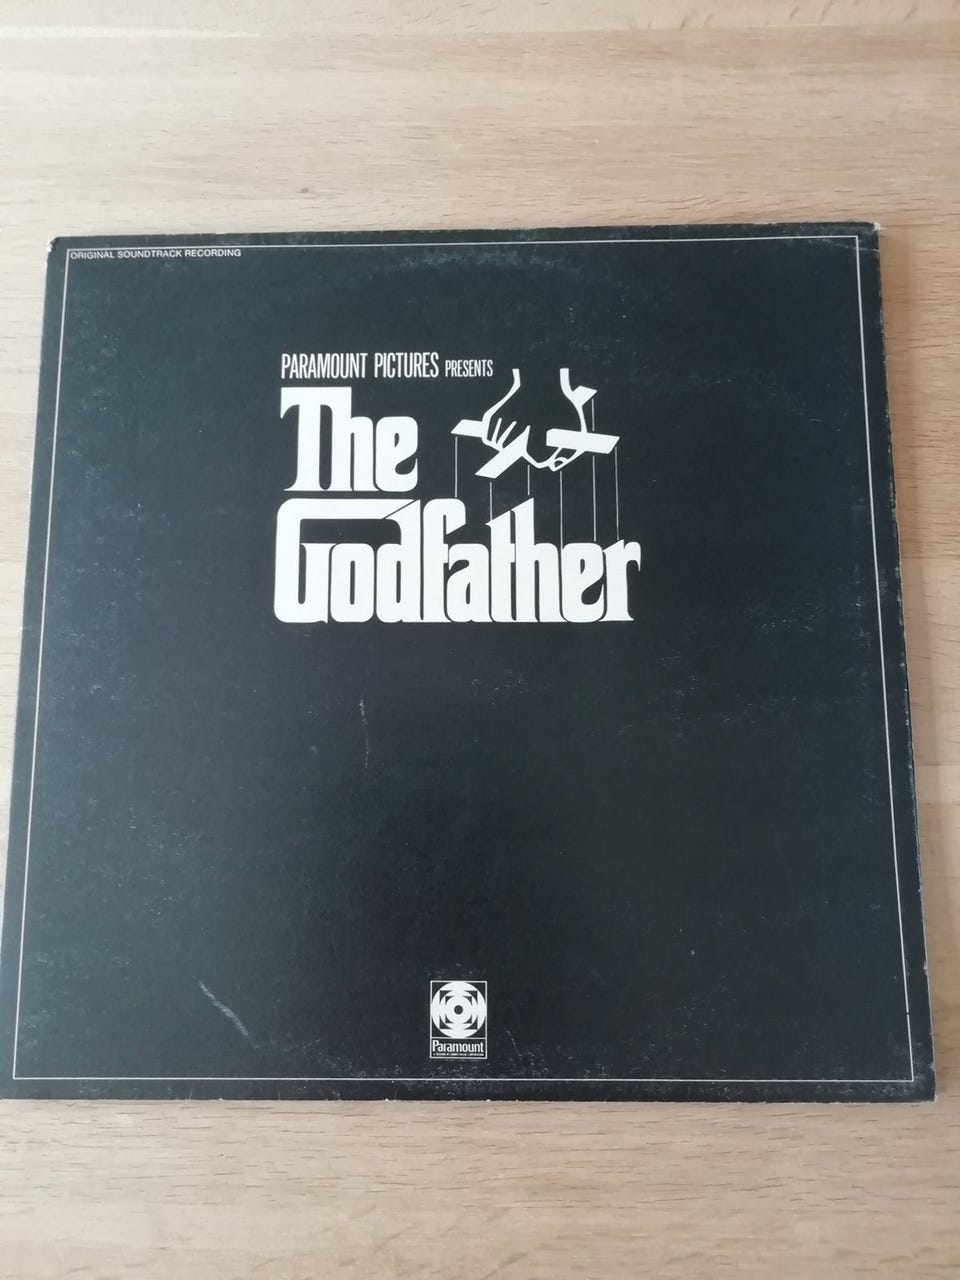 ORIGINAL SOUNDTRACK RECORDING
PARAMOUNT PICTURES PRESENTS
The
Godfather
Paramount